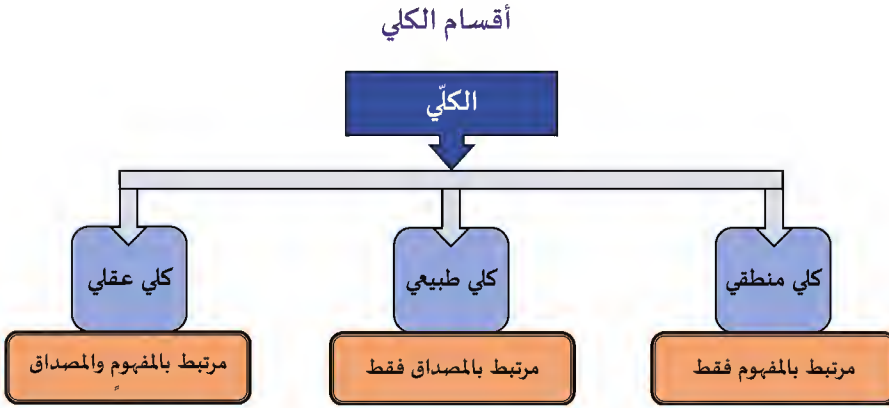 أقسام الكلي
الكلّي
كلي منطقي
كلي طبيعي
كلي عقلي
مرتبط بالمفهوم فقط
مرتبط بالمصداق فقط
مرتبط بالمفهوم والمصداق